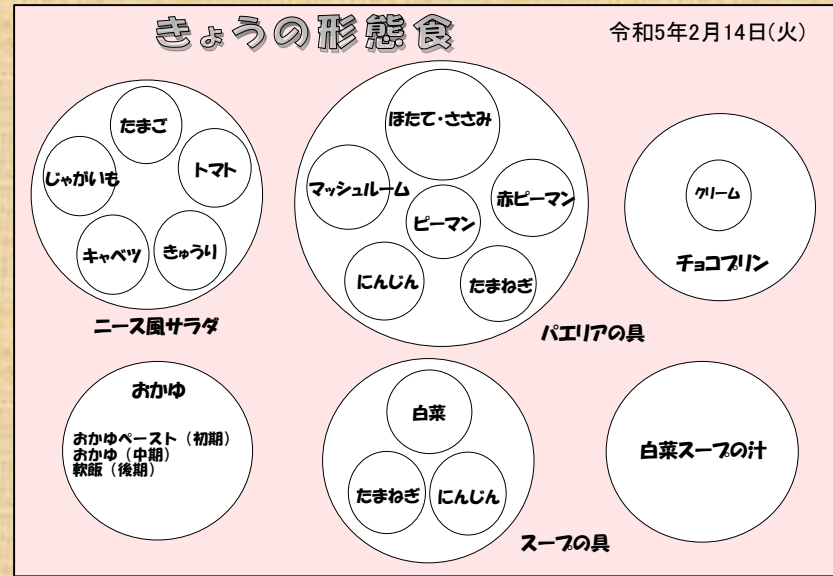 きょうの形態食
令和5年2月14日(火)
たまご
じゃがいも
トマト
キャベツ
きゅうり
ニース風サラダ
ほたて・ささみ
マッシュルーム
赤ピーマン
ピーマン
にんじん
たまねぎ
パエリアの具
クリーム
チョコプリン
おかゆ
おかゆペースト（初期）
おかゆ（中期）
軟飯（後期）
白菜
たまねぎ
にんじん
スープの具
白菜スープの汁